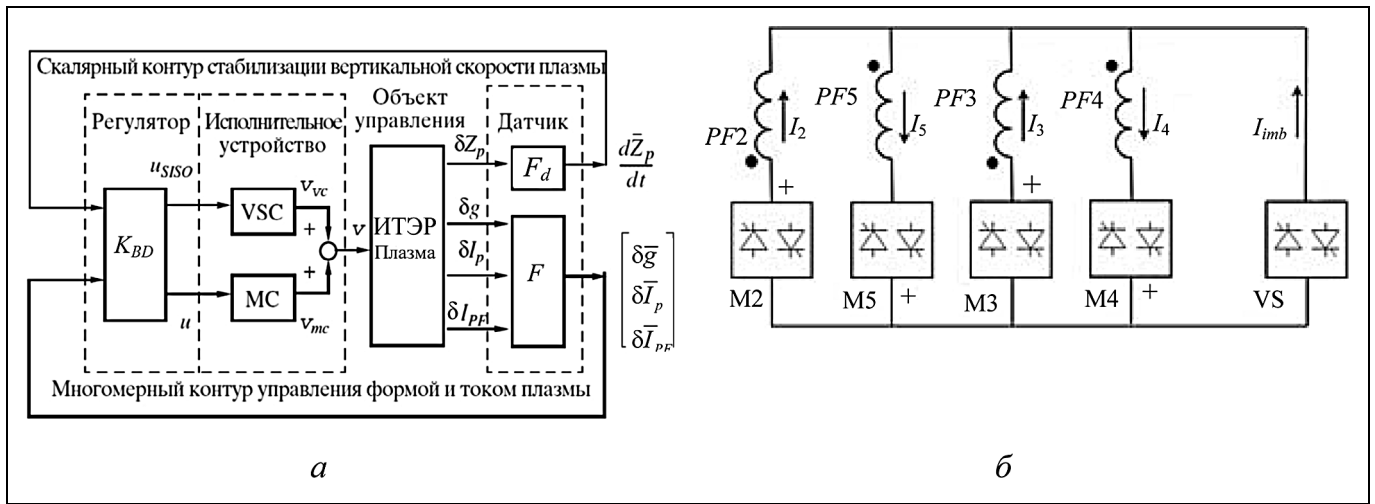 Скалярный контур стабилизации вертикальной скорости плазмы
Регулятор
Исполнительное
устройство
Объект
управления
Датчик
u_SISO
v_vc
VSC
+
K_BD
v
ИТЭР
Плазма
+
MC
u
v_mc
δZ_p
F_d
dZ̄_p
dt
δg
δI_p
F
δI_PF
δḡ
δĪ_p
δĪ_PF
Многомерный контур управления формой и током плазмы
а
PF2
I_2
+
M2
PF5
I_5
M5
+
PF3
I_3
+
M3
PF4
I_4
M4
+
I_imb
VS
б